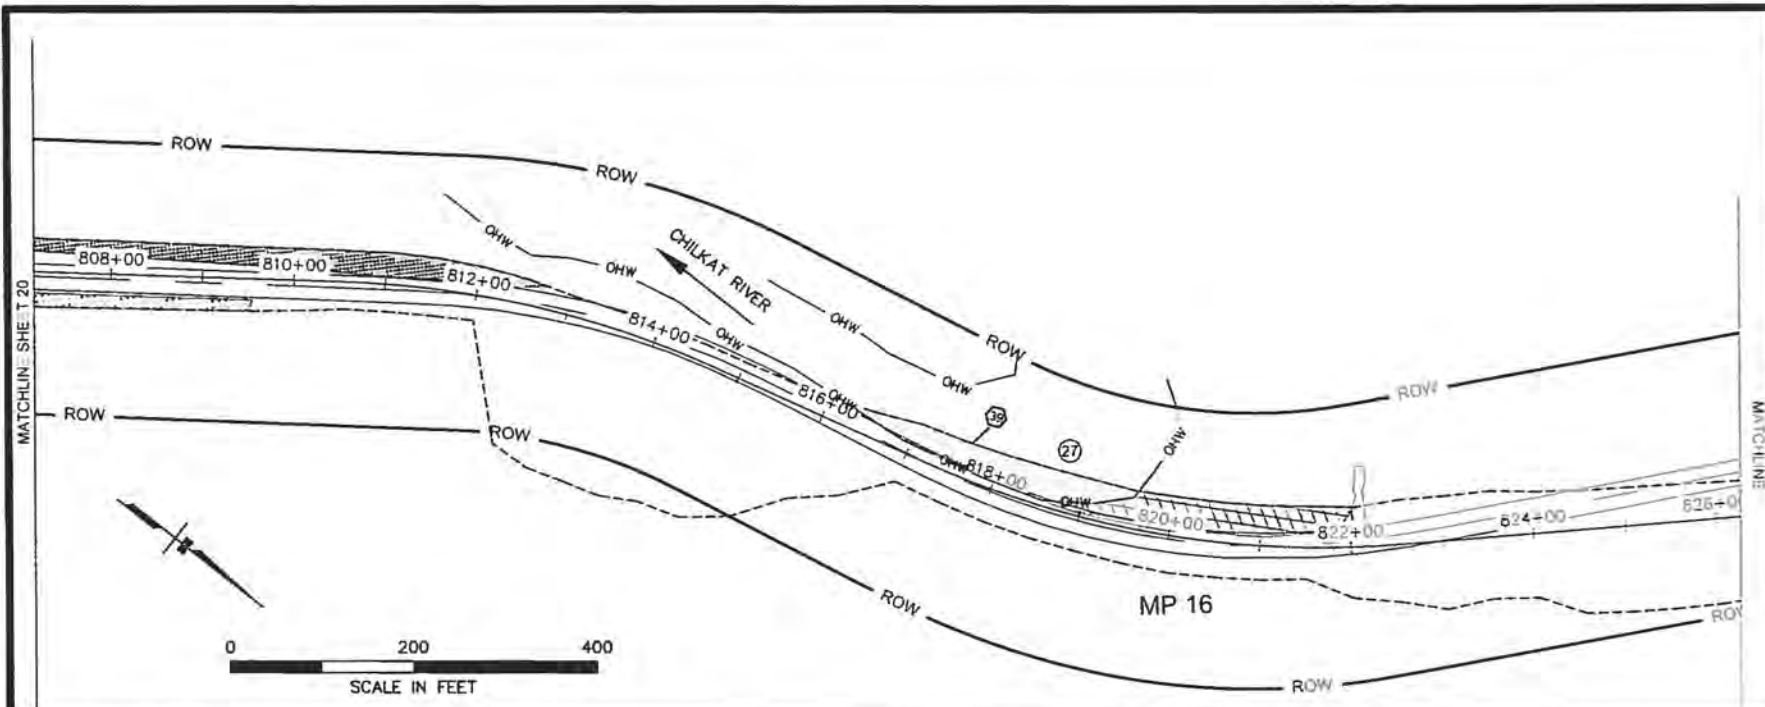 ROW
ROW
OHW
CHILKAT RIVER
808+00
810+00
812+00
OHW
MATCHLINE SHEET 20
814+00
OHW
OHW
ROW
OHW
ROW
816+00
OHW
39
27
MATCHLINE
ROW
ROW
OHW
818+00
OHW
OHW
820+00
822+00
824+00
826+00
MP 16
ROW
ROW
0 200 400
SCALE IN FEET
ROW